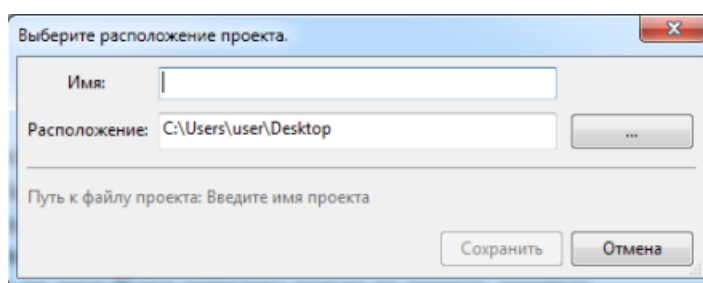 Выберите расположение проекта.
Имя:
Расположение: C:\Users\user\Desktop ...
Путь к файлу проекта: Введите имя проекта
Сохранить Отмена